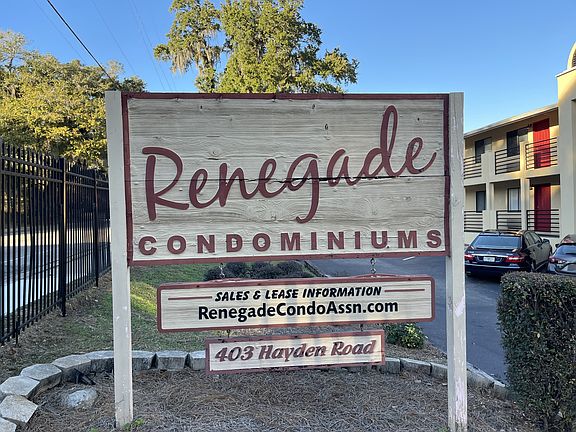 Renegade
CONDOMINIUMS
SALES & LEASE INFORMATION
RenegadeCondoAssn.com
403 Hayden Road